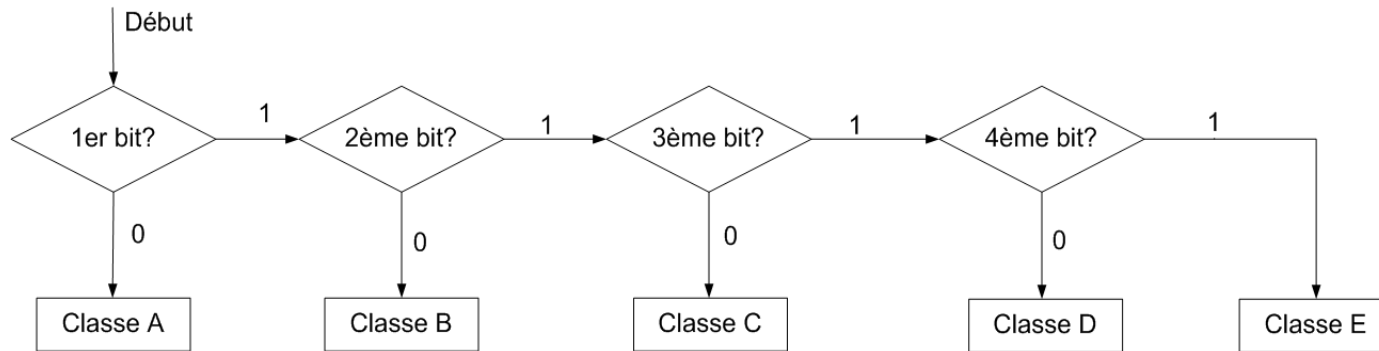 Début
1er bit?
1
2ème bit?
1
3ème bit?
1
4ème bit?
1
0
0
0
0
Classe A
Classe B
Classe C
Classe D
Classe E